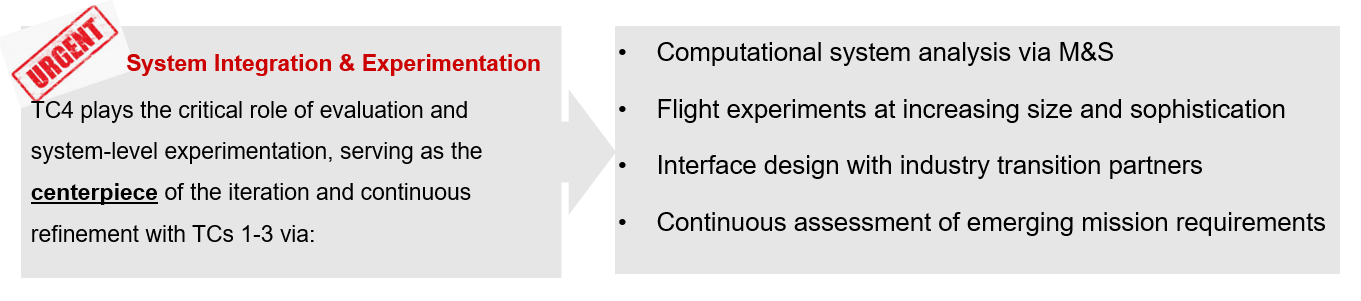 URGENT
System Integration & Experimentation
TC4 plays the critical role of evaluation and
system-level experimentation, serving as the
centerpiece of the iteration and continuous
refinement with TCs 1-3 via:
• Computational system analysis via M&S
• Flight experiments at increasing size and sophistication
• Interface design with industry transition partners
• Continuous assessment of emerging mission requirements